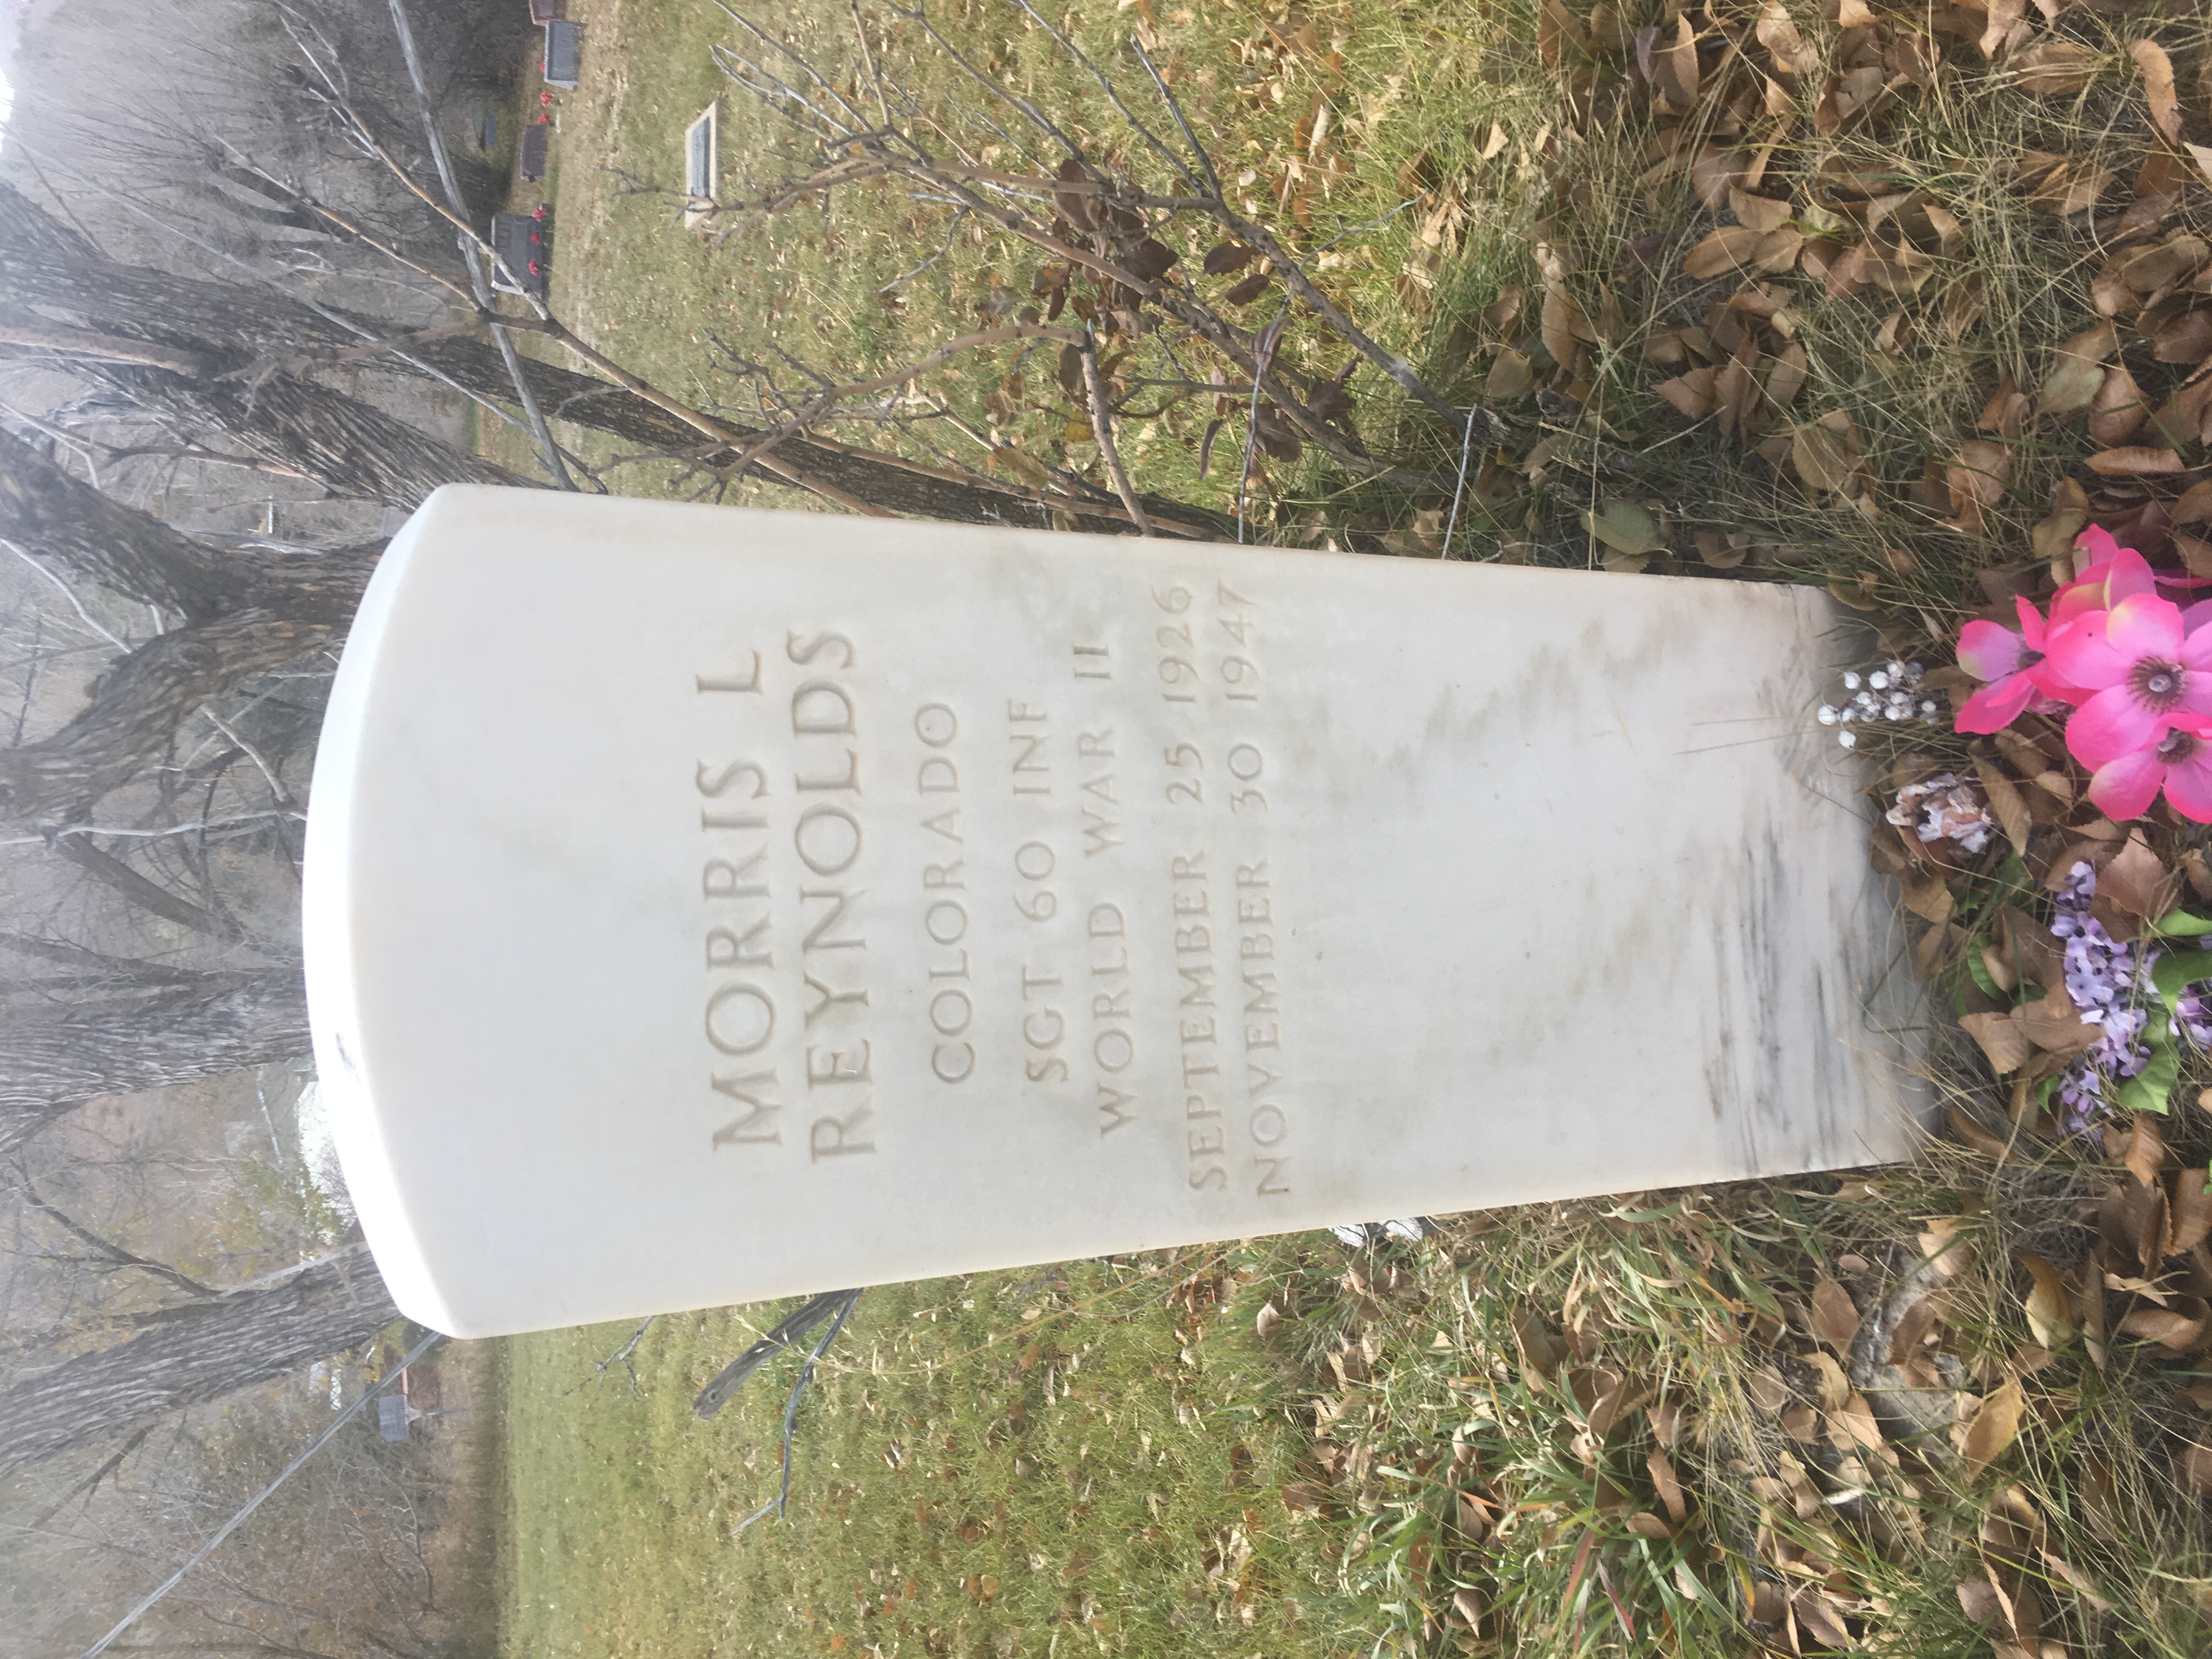 MORRIS L
REYNOLDS
COLORADO
SGT 60 INF
WORLD WAR II
SEPTEMBER 25 1926
NOVEMBER 30 1947